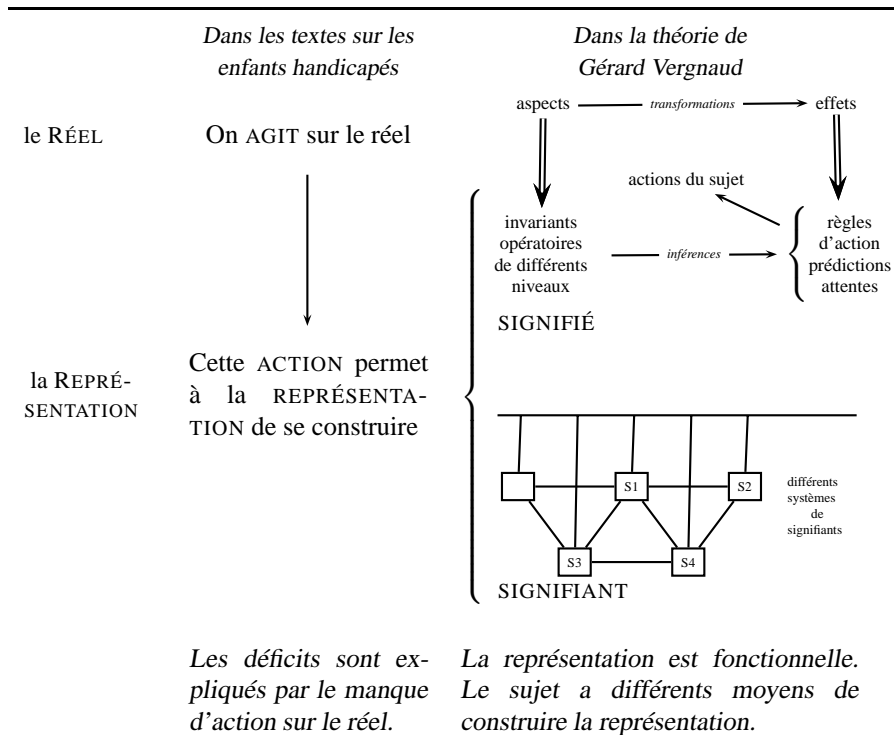 Dans les textes sur les
enfants handicapés
Dans la théorie de
Gérard Vergnaud
aspects transformations effets
le RÉEL
On AGIT sur le réel
actions du sujet
invariants
opératoires
de différents
niveaux
inférences
règles
d'action
prédictions
attentes
SIGNIFIÉ
la REPRÉ-
SENTATION
Cette ACTION permet
à la REPRÉSENTA-
TION de se construire
S1
S2
différents
systèmes
de
signifiants
S3
S4
SIGNIFIANT
Les déficits sont ex-
pliqués par le manque
d'action sur le réel.
La représentation est fonctionnelle.
Le sujet a différents moyens de
construire la représentation.